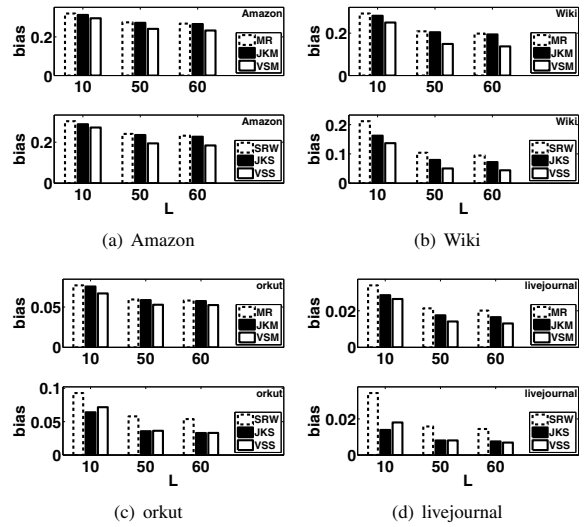 Amazon
bias
0.2
0
MR
JKM
VSM
10 50 60
Amazon
bias
0.2
0
SRW
JKS
VSS
10 50 60
L
(a) Amazon
Wiki
bias
0.2
0
MR
JKM
VSM
10 50 60
Wiki
bias
0.2
0.1
0
SRW
JKS
VSS
10 50 60
L
(b) Wiki
orkut
bias
0.05
0
MR
JKM
VSM
10 50 60
orkut
bias
0.1
0.05
0
SRW
JKS
VSS
10 50 60
L
(c) orkut
livejournal
bias
0.02
0
MR
JKM
VSM
10 50 60
livejournal
bias
0.02
0
SRW
JKS
VSS
10 50 60
L
(d) livejournal